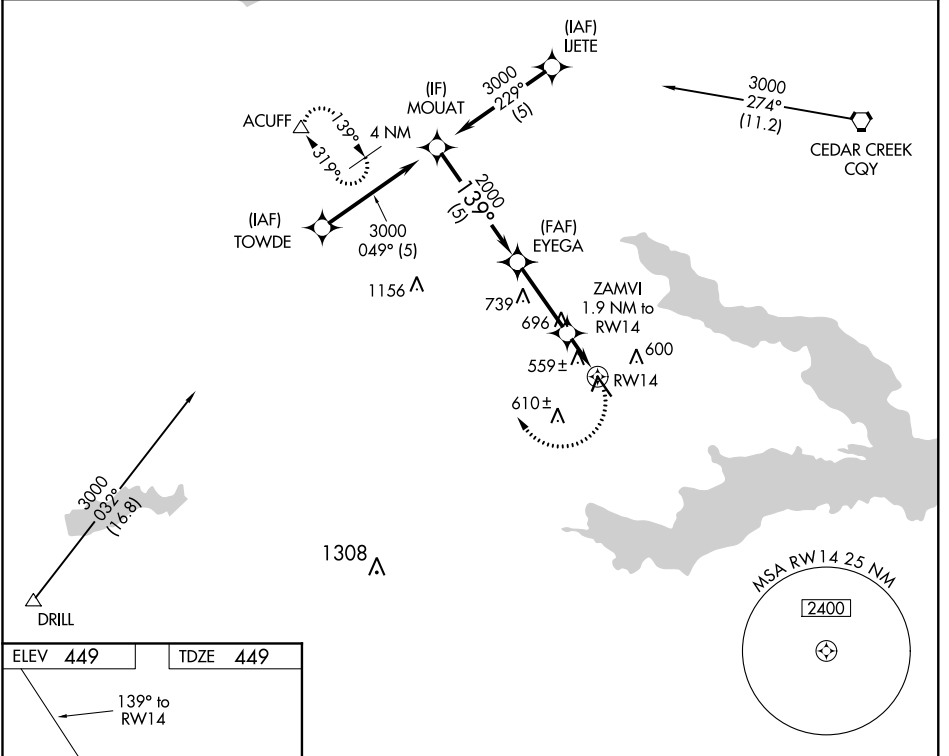 (IAF)
IJETE
3000
229°
(5)
(IF)
MOUAT
3000
274°
(11.2)
CEDAR CREEK
CQY
ACUFF
139°
319°
4 NM
2000
139°
(5)
(IAF)
TOWDE
3000
049° (5)
(FAF)
EYEGA
1156
739
ZAMVI
1.9 NM to
RW14
696
559±
600
RW14
610±
3000
032°
(16.8)
1308
DRILL
MSA RW14 25 NM
2400
ELEV 449
TDZE 449
139° to
RW14